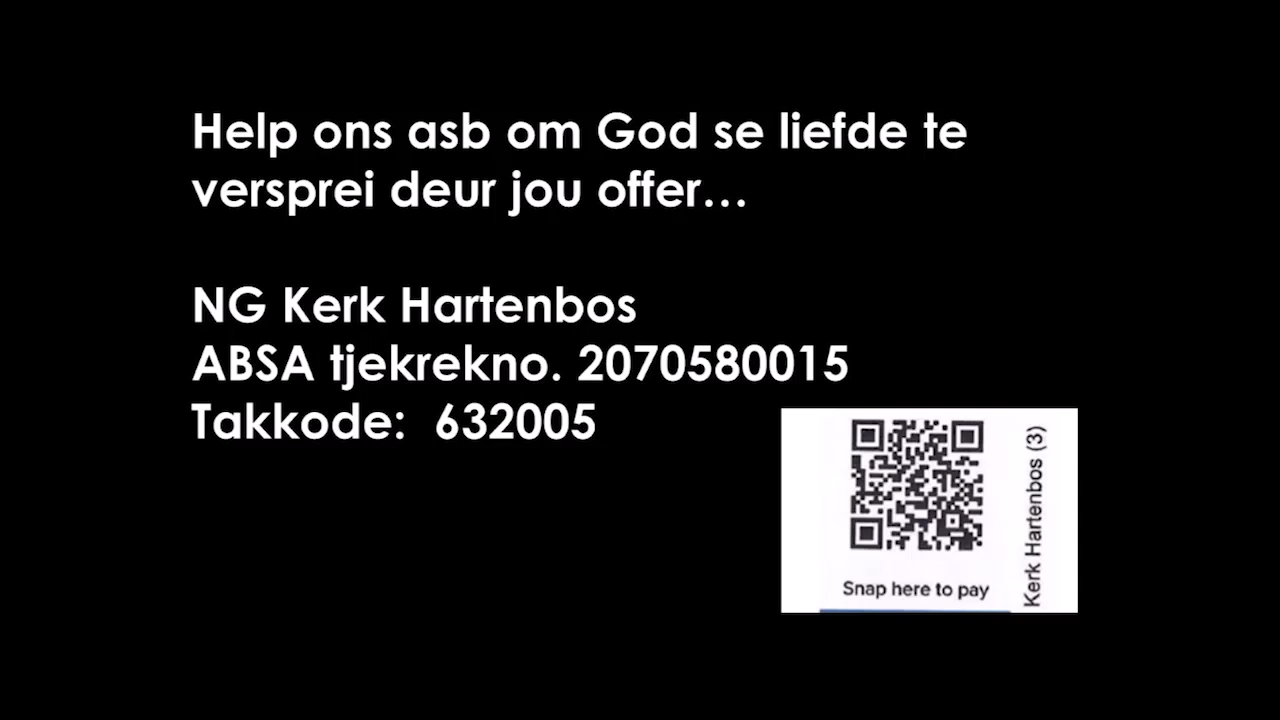 Help ons asb om God se liefde te
versprei deur jou offer…
NG Kerk Hartenbos
ABSA tjekrekno. 2070580015
Takkode:  632005
Snap here to pay
Kerk Hartenbos (3)